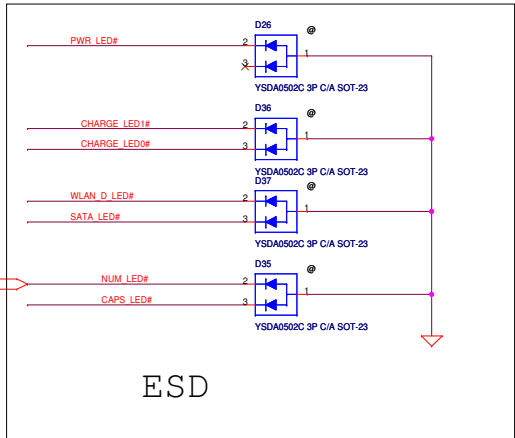 D26
@
PWR_LED#
2
1
3
YSDA0502C 3P C/A SOT-23
D36
@
CHARGE_LED1#
2
1
CHARGE_LED0#
3
YSDA0502C 3P C/A SOT-23
D37
@
WLAN_D_LED#
2
1
SATA_LED#
3
YSDA0502C 3P C/A SOT-23
D35
@
NUM_LED#
2
1
CAPS_LED#
3
YSDA0502C 3P C/A SOT-23
ESD